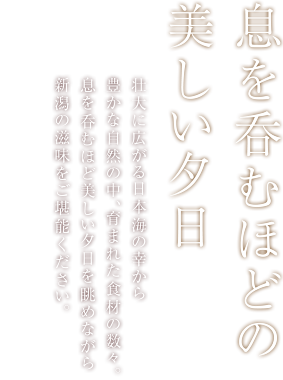 息を呑むほどの
美しい夕日
壮大に広がる日本海の幸から
豊かな自然の中、育まれた食材の数々。
息を呑むほど美しい夕日を眺めながら
新潟の滋味をご堪能ください。